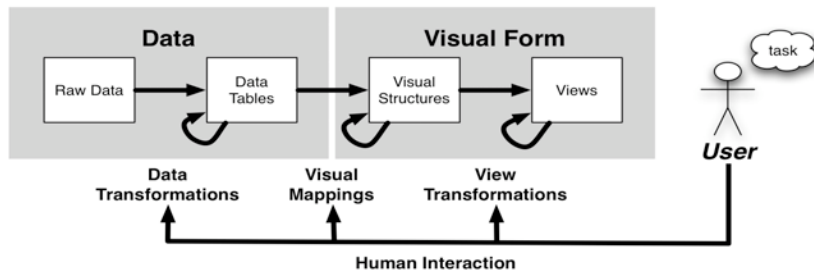 Data
Visual Form
task
Raw Data
Data
Tables
Visual
Structures
Views
User
Data
Transformations
Visual
Mappings
View
Transformations
Human Interaction